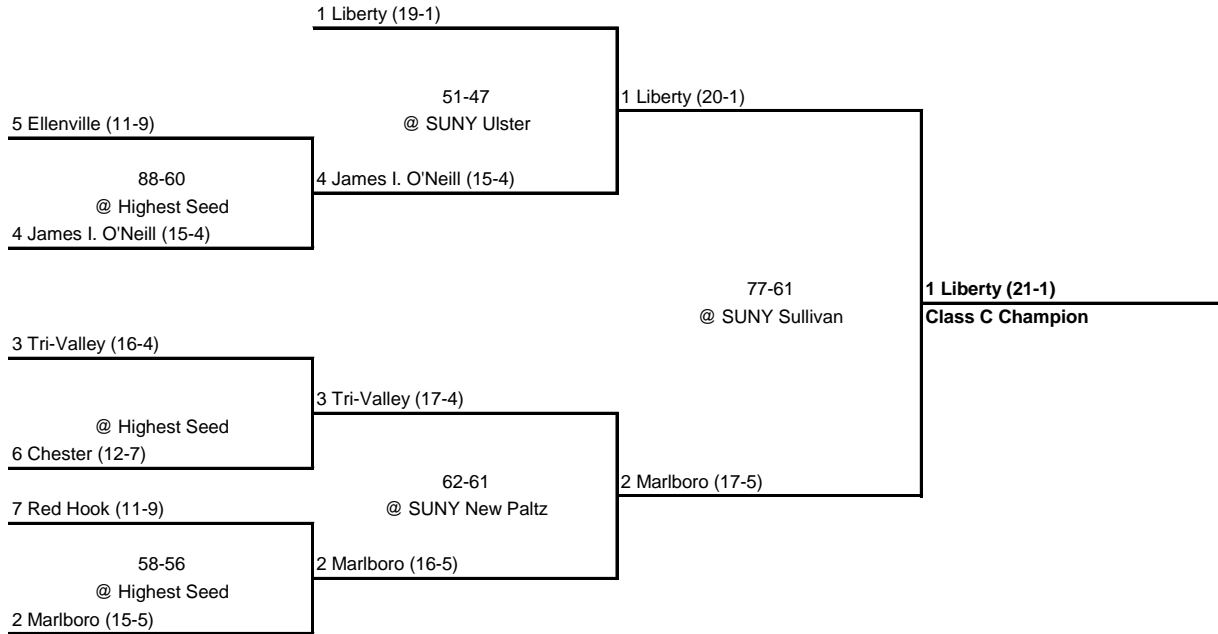 1 Liberty (19-1)
51-47
@ SUNY Ulster
1 Liberty (20-1)
5 Ellenville (11-9)
88-60
@ Highest Seed
4 James I. O'Neill (15-4)
4 James I. O'Neill (15-4)
77-61
@ SUNY Sullivan
1 Liberty (21-1)
Class C Champion
3 Tri-Valley (16-4)
@ Highest Seed
3 Tri-Valley (17-4)
6 Chester (12-7)
62-61
@ SUNY New Paltz
2 Marlboro (17-5)
7 Red Hook (11-9)
58-56
@ Highest Seed
2 Marlboro (16-5)
2 Marlboro (15-5)